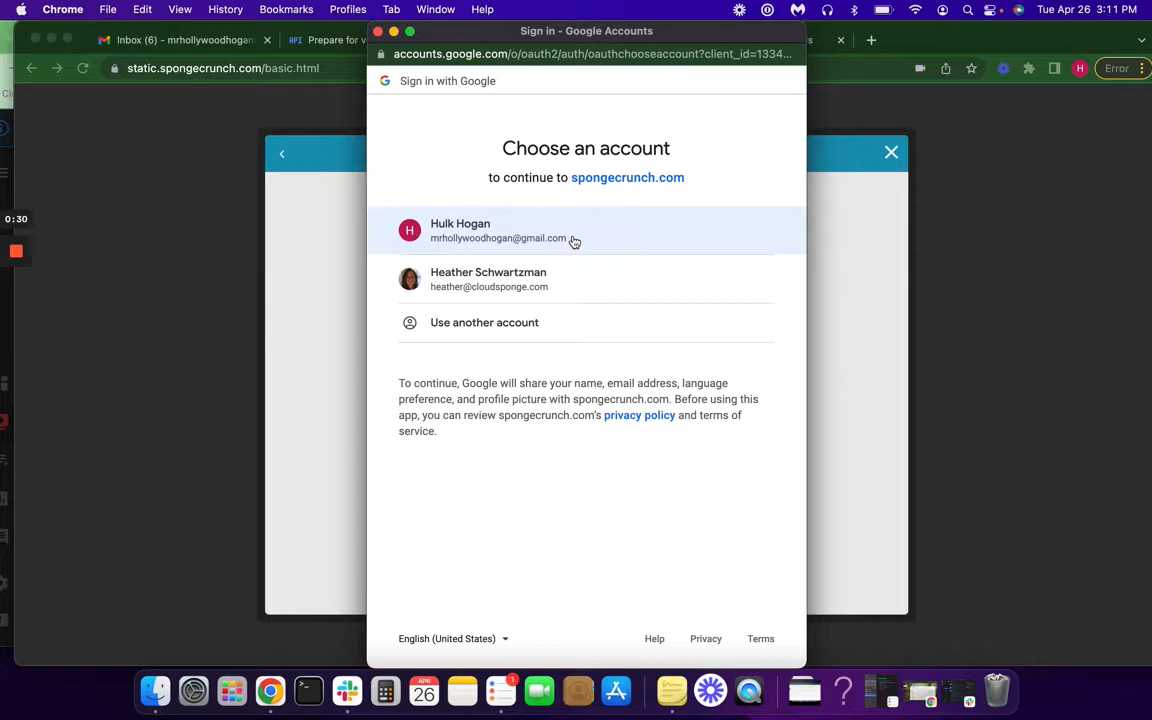 Chrome File Edit View History Bookmarks Profiles Tab Window Help Tue Apr 26 3:11 PM
Sign in - Google Accounts
Inbox (6) - mrhollywoodhogan
API Prepare for v
accounts.google.com/o/oauth2/auth/oauthchooseaccount?client_id=1334...
static.spongecrunch.com/basic.html
H
Error
Sign in with Google
Choose an account
to continue to spongecrunch.com
0:30
H
Hulk Hogan
mrhollywoodhogan@gmail.com
Heather Schwartzman
heather@cloudsponge.com
Use another account
To continue, Google will share your name, email address, language
preference, and profile picture with spongecrunch.com. Before using this
app, you can review spongecrunch.com's privacy policy and terms of
service.
English (United States)
Help Privacy Terms
APR
26
1